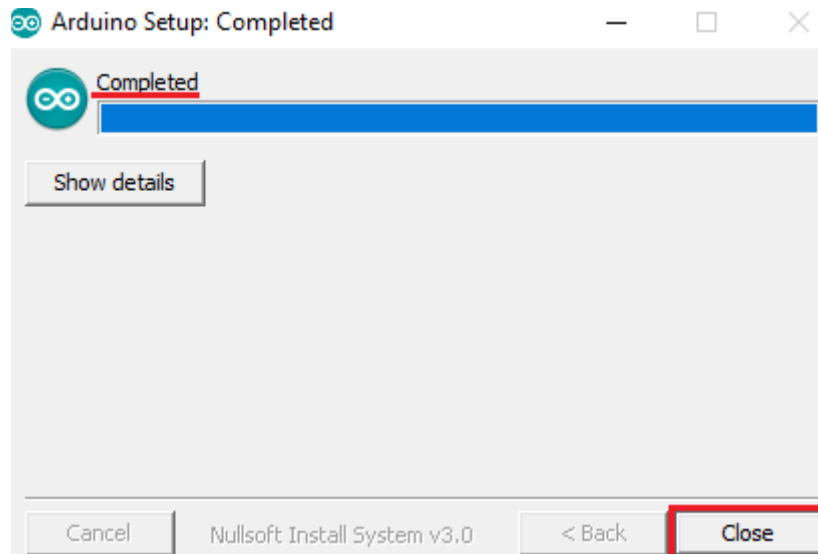 Arduino Setup: Completed
Completed
Show details
Cancel
Nullsoft Install System v3.0
< Back
Close